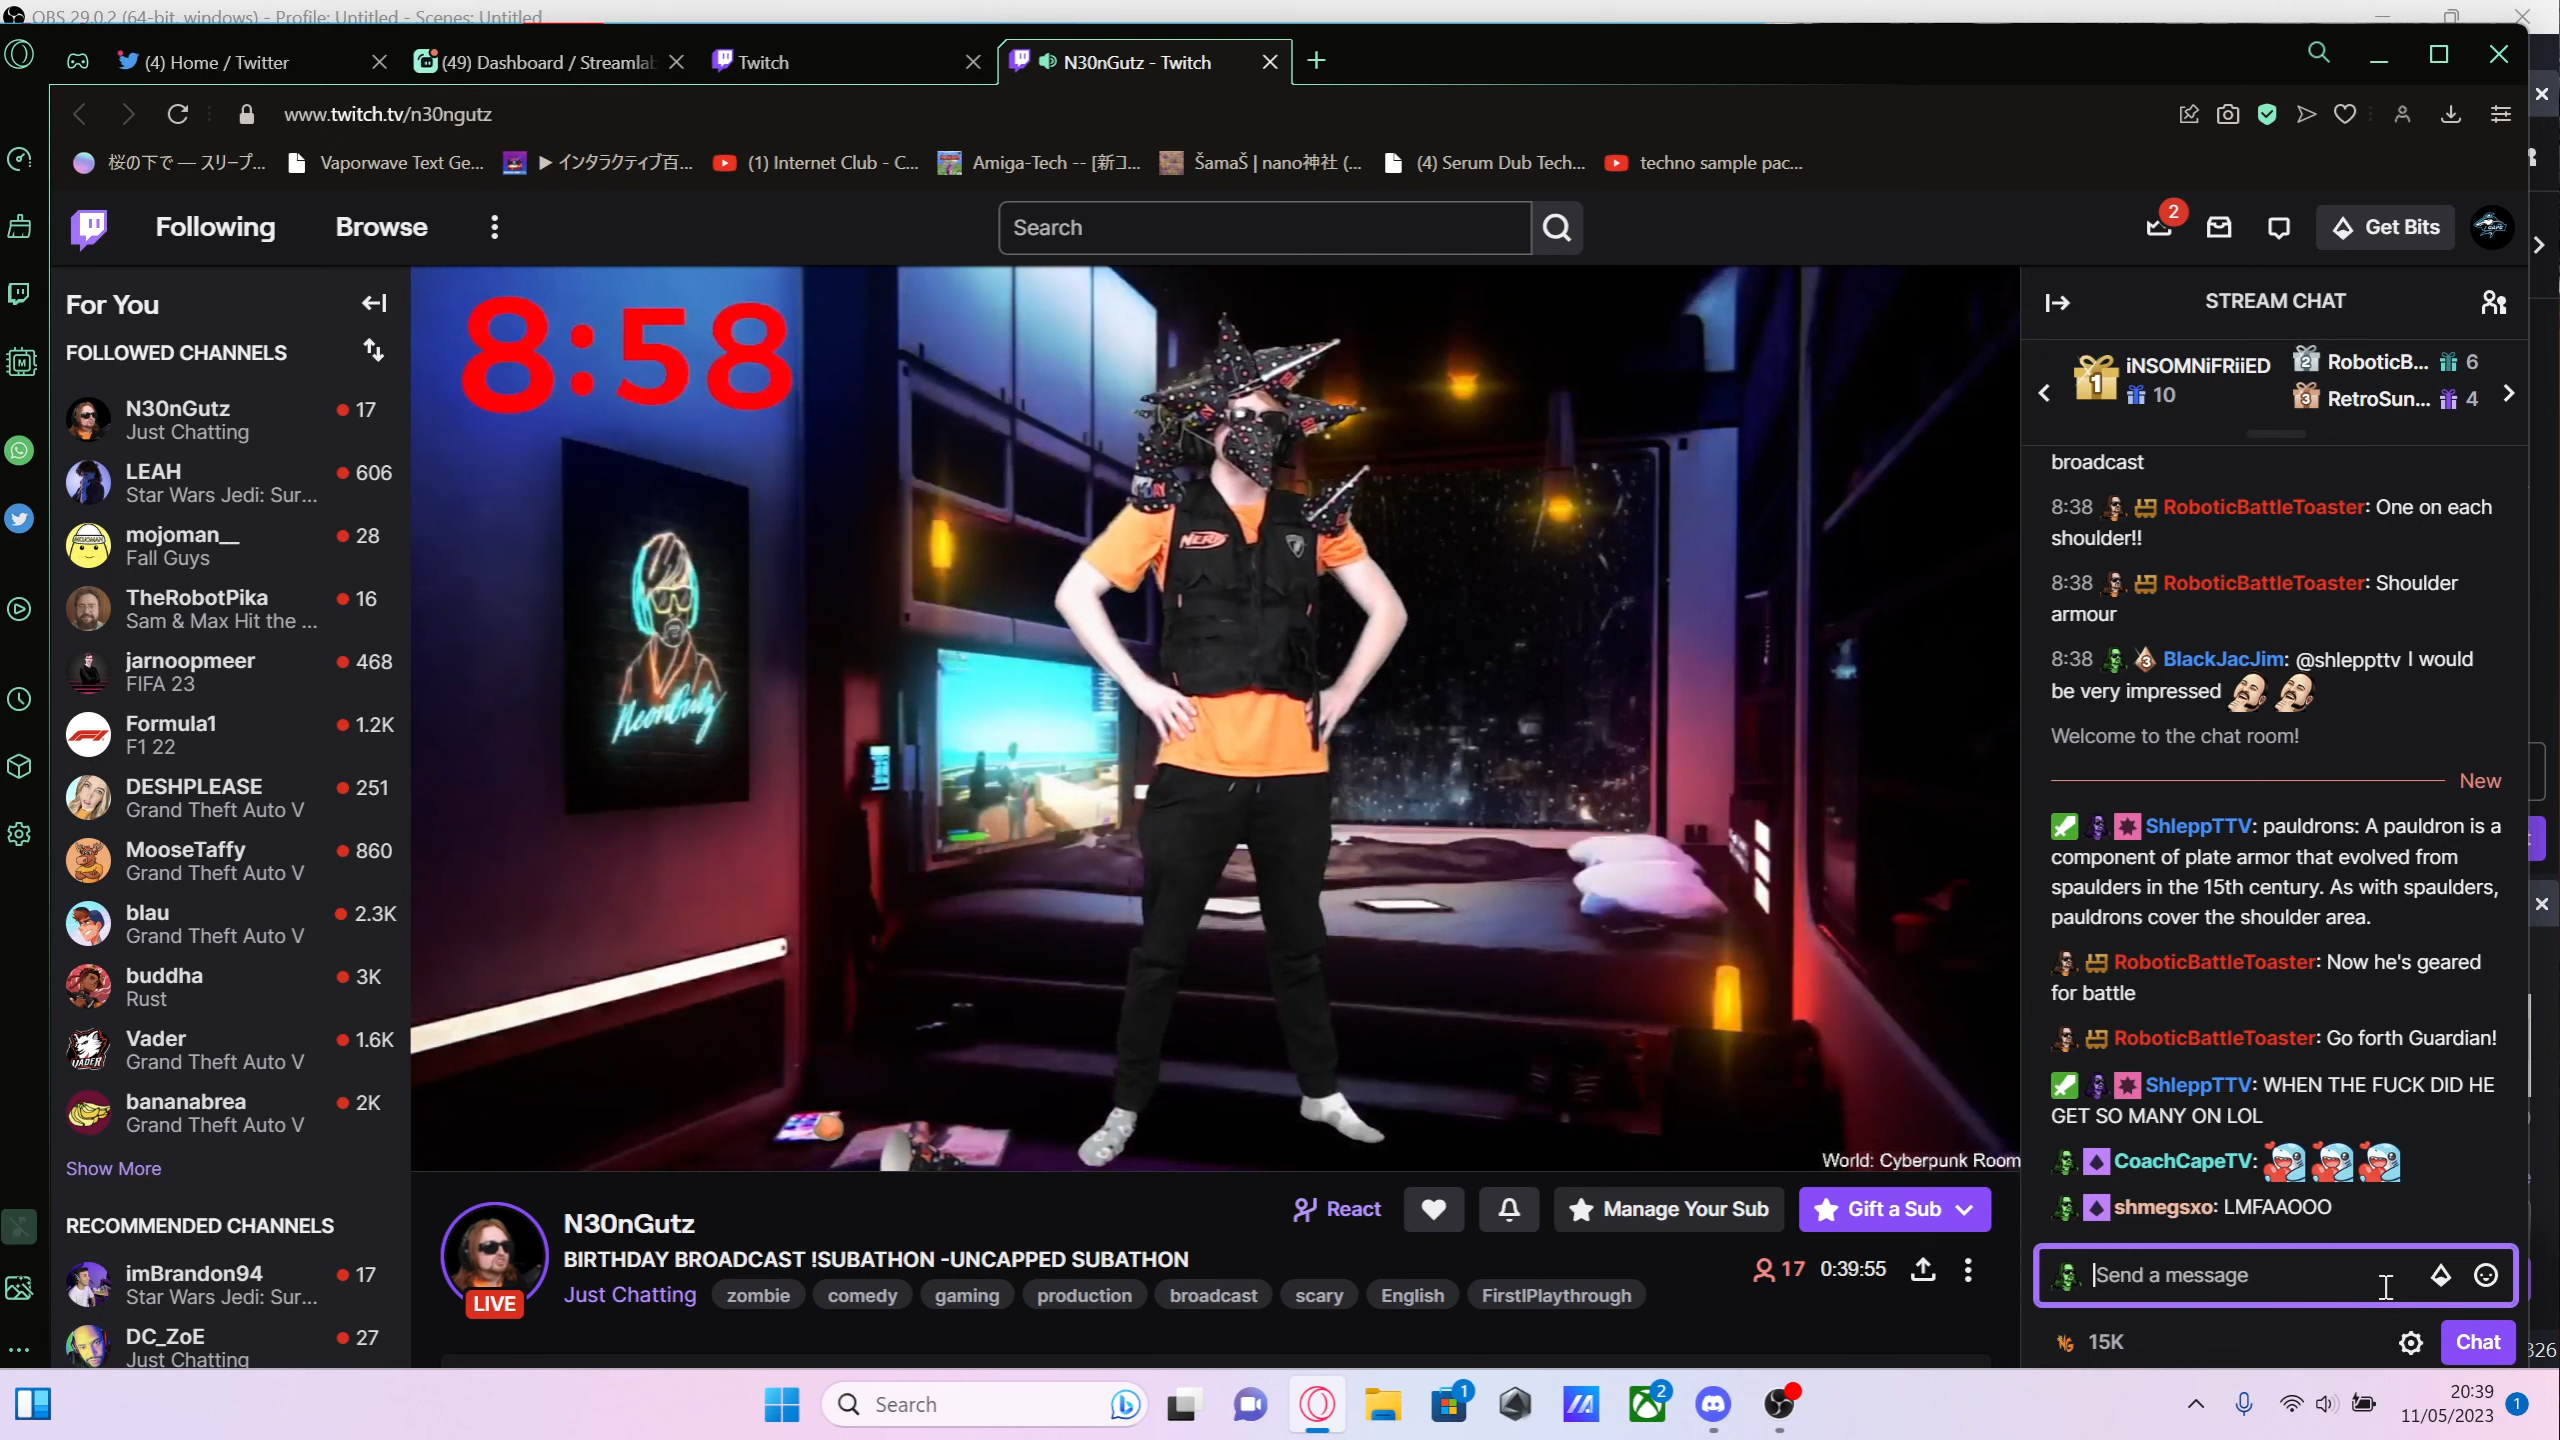 OBS 29.0.2 (64-bit, windows) - Profile: Untitled - Scenes: Untitled
(4) Home / Twitter
(49) Dashboard / Streamlab
Twitch
N30nGutz - Twitch
www.twitch.tv/n30ngutz
桜の下で — スリープ...
Vaporwave Text Ge...
▶ インタラクティブ百...
(1) Internet Club - C...
Amiga-Tech -- [新コ...
ŠamaŠ | nano神社 (...
(4) Serum Dub Tech...
techno sample pac...
Following
Browse
Search
2
Get Bits
For You
FOLLOWED CHANNELS
N30nGutz 17
Just Chatting
LEAH 606
Star Wars Jedi: Sur...
mojoman__ 28
Fall Guys
TheRobotPika 16
Sam & Max Hit the ...
jarnoopmeer 468
FIFA 23
Formula1 1.2K
F1 22
DESHPLEASE 251
Grand Theft Auto V
MooseTaffy 860
Grand Theft Auto V
blau 2.3K
Grand Theft Auto V
buddha 3K
Rust
Vader 1.6K
Grand Theft Auto V
bananabrea 2K
Grand Theft Auto V
Show More
RECOMMENDED CHANNELS
imBrandon94 17
Star Wars Jedi: Sur...
DC_ZoE 27
Just Chatting
8:58
NERF
NeonGutz
World: Cyberpunk Room
LIVE
N30nGutz
BIRTHDAY BROADCAST !SUBATHON -UNCAPPED SUBATHON
Just Chatting
zombie
comedy
gaming
production
broadcast
scary
English
FirstIPlaythrough
React
Manage Your Sub
Gift a Sub
17 0:39:55
STREAM CHAT
1
iNSOMNiFRiiED
10
2 RoboticB... 6
3 RetroSun... 4
broadcast
8:38 RoboticBattleToaster: One on each
shoulder!!
8:38 RoboticBattleToaster: Shoulder
armour
8:38 BlackJacJim: @shleppttv I would
be very impressed
Welcome to the chat room!
New
ShleppTTV: pauldrons: A pauldron is a
component of plate armor that evolved from
spaulders in the 15th century. As with spaulders,
pauldrons cover the shoulder area.
RoboticBattleToaster: Now he's geared
for battle
RoboticBattleToaster: Go forth Guardian!
ShleppTTV: WHEN THE FUCK DID HE
GET SO MANY ON LOL
CoachCapeTV:
shmegsxo: LMFAAOOO
Send a message
15K
Chat
326
Search
1
2
20:39
11/05/2023
1